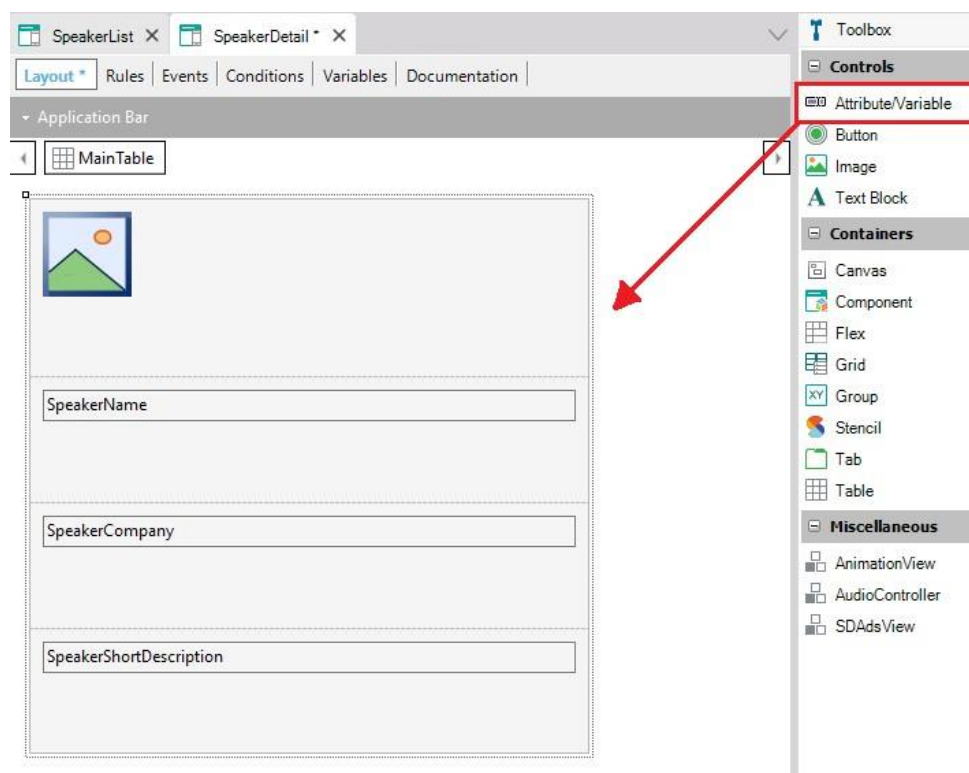 SpeakerList
SpeakerDetail *
Layout *
Rules
Events
Conditions
Variables
Documentation
Application Bar
MainTable
SpeakerName
SpeakerCompany
SpeakerShortDescription
Toolbox
Controls
Attribute/Variable
Button
Image
Text Block
Containers
Canvas
Component
Flex
Grid
Group
Stencil
Tab
Table
Miscellaneous
AnimationView
AudioController
SDAdsView